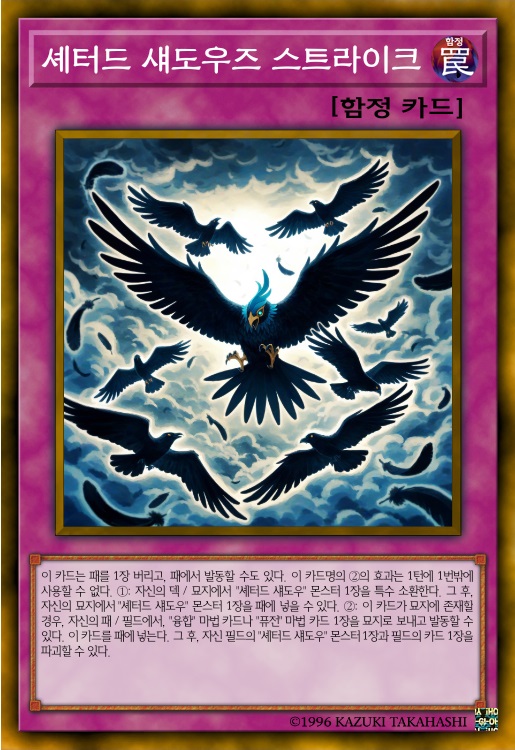 셰터드 섀도우즈 스트라이크
함정
罠
[함정 카드]
이 카드는 패를 1장 버리고, 패에서 발동할 수도 있다. 이 카드명의 ②의 효과는 1턴에 1번밖에
사용할 수 없다. ①: 자신의 덱 / 묘지에서 "셰터드 섀도우" 몬스터 1장을 특수 소환한다. 그 후,
자신의 묘지에서 "셰터드 섀도우" 몬스터 1장을 패에 넣을 수 있다. ②: 이 카드가 묘지에 존재할
경우, 자신의 패 / 필드에서, "융합" 마법 카드나 "퓨전" 마법 카드 1장을 묘지로 보내고 발동할 수
있다. 이 카드를 패에 넣는다. 그 후, 자신 필드의 "셰터드 섀도우" 몬스터 1장과 필드의 카드 1장을
파괴할 수 있다.
©1996 KAZUKI TAKAHASHI